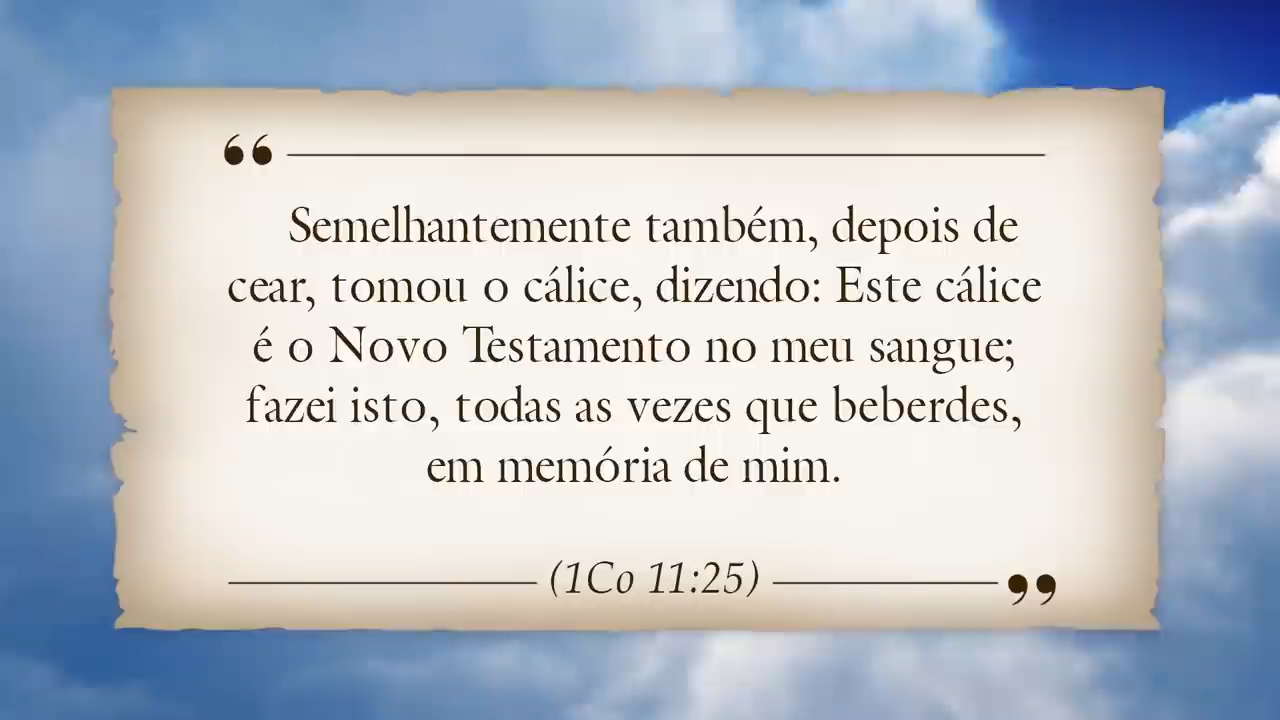 “
Semelhantemente também, depois de
cear, tomou o cálice, dizendo: Este cálice
é o Novo Testamento no meu sangue;
fazei isto, todas as vezes que beberdes,
em memória de mim.
(1Co 11:25)
”